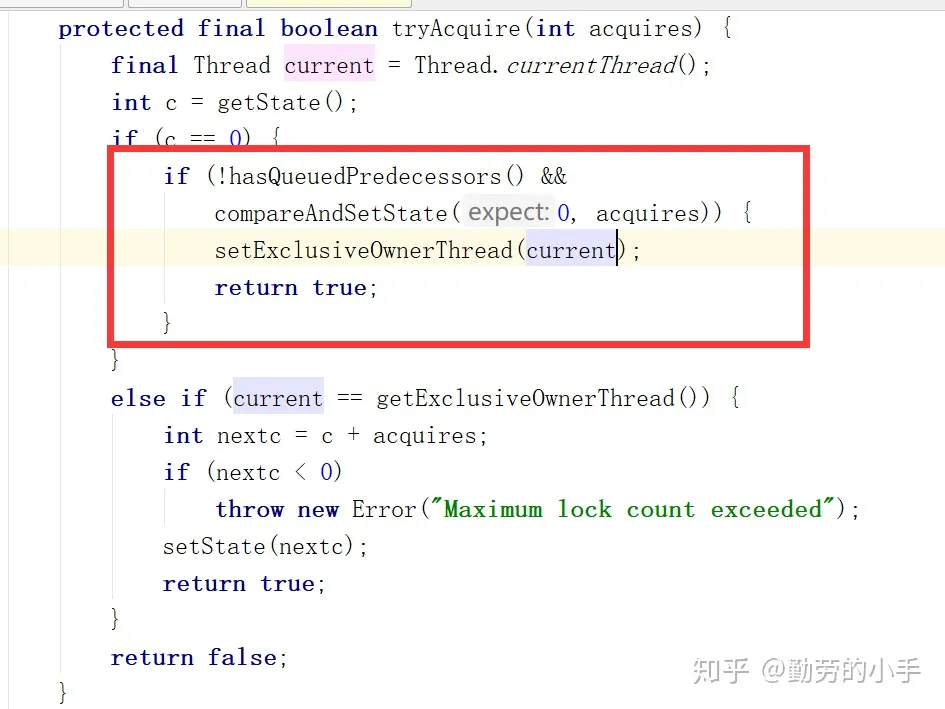 protected final boolean tryAcquire(int acquires) {
final Thread current = Thread.currentThread();
int c = getState();
if (c == 0) {
if (!hasQueuedPredecessors() &&
compareAndSetState( expect: 0, acquires)) {
setExclusiveOwnerThread(current);
return true;
}
}
else if (current == getExclusiveOwnerThread()) {
int nextc = c + acquires;
if (nextc < 0)
throw new Error("Maximum lock count exceeded");
setState(nextc);
return true;
}
return false;
}
知乎 @勤劳的小手